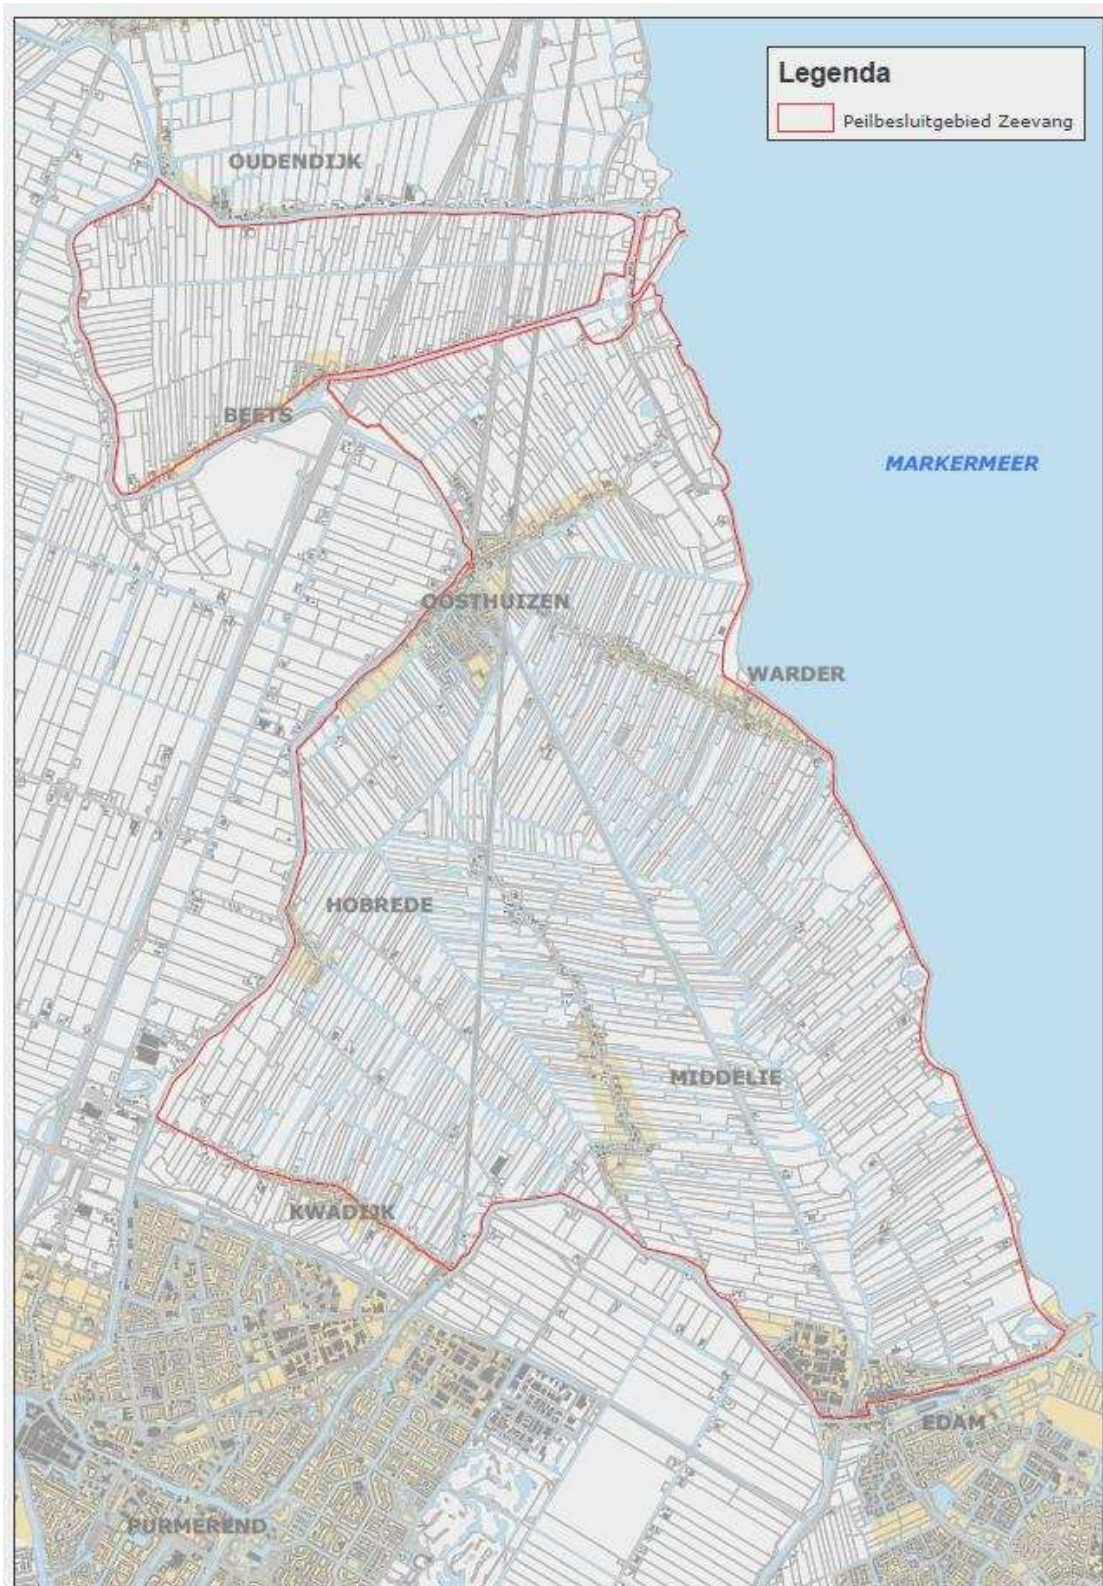 Legenda
Peilbesluitgebied Zeevang
OUDENDIJK
BEETS
MARKERMEER
OOSTHUIZEN
WARDER
HOBREDE
MIDDELIE
KWADIJK
EDAM
PURMEREND